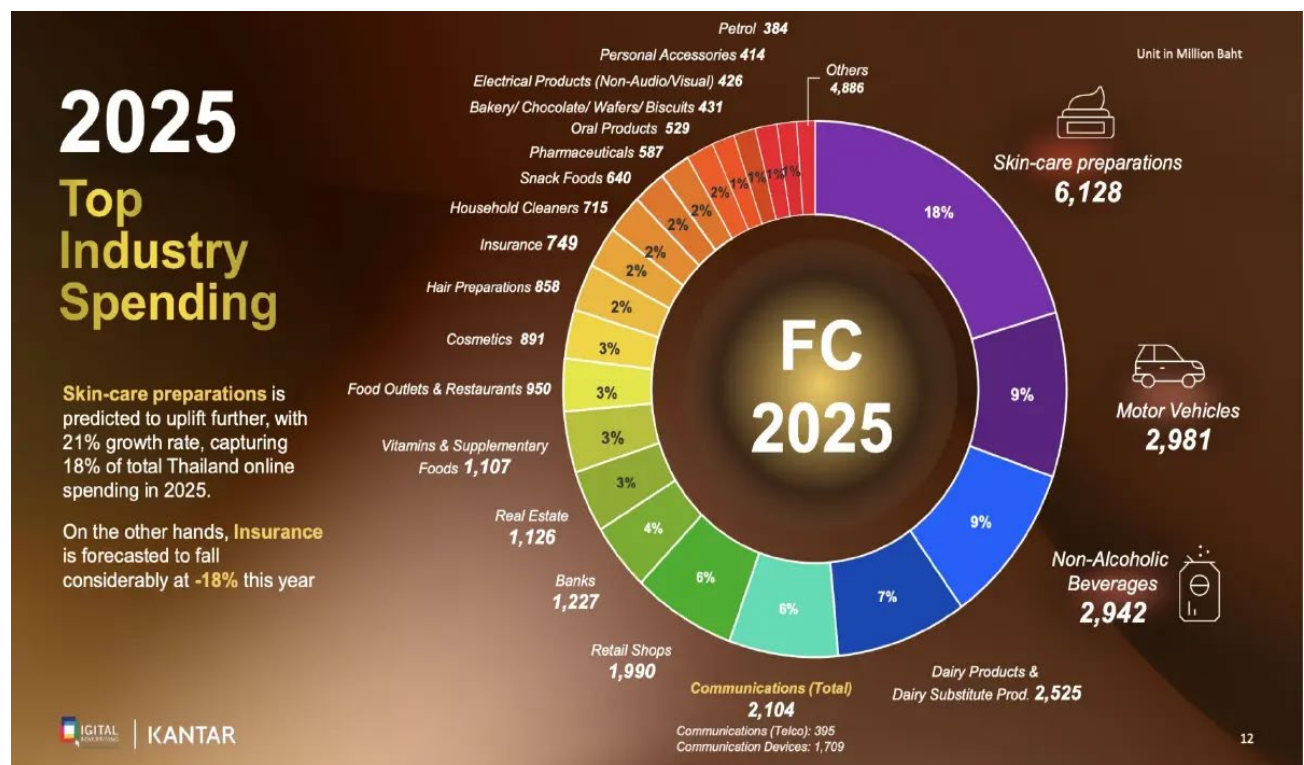 2025
Top
Industry
Spending
Skin-care preparations is
predicted to uplift further, with
21% growth rate, capturing
18% of total Thailand online
spending in 2025.
On the other hands, Insurance
is forecasted to fall
considerably at -18% this year
Unit in Million Baht
Petrol 384
Personal Accessories 414
Electrical Products (Non-Audio/Visual) 426
Bakery/ Chocolate/ Wafers/ Biscuits 431
Oral Products 529
Pharmaceuticals 587
Snack Foods 640
Household Cleaners 715
Insurance 749
Hair Preparations 858
Cosmetics 891
Food Outlets & Restaurants 950
Vitamins & Supplementary
Foods 1,107
Real Estate
1,126
Banks
1,227
Retail Shops
1,990
Communications (Total)
2,104
Communications (Telco): 395
Communication Devices: 1,709
Dairy Products &
Dairy Substitute Prod. 2,525
Non-Alcoholic
Beverages
2,942
Motor Vehicles
2,981
Skin-care preparations
6,128
Others
4,886
18%
9%
9%
7%
6%
6%
4%
3%
3%
3%
3%
2%
2%
2%
2%
2%
2%
1%
1%
1%
1%
FC
2025
DIGITAL
ADVERTISING
KANTAR
12